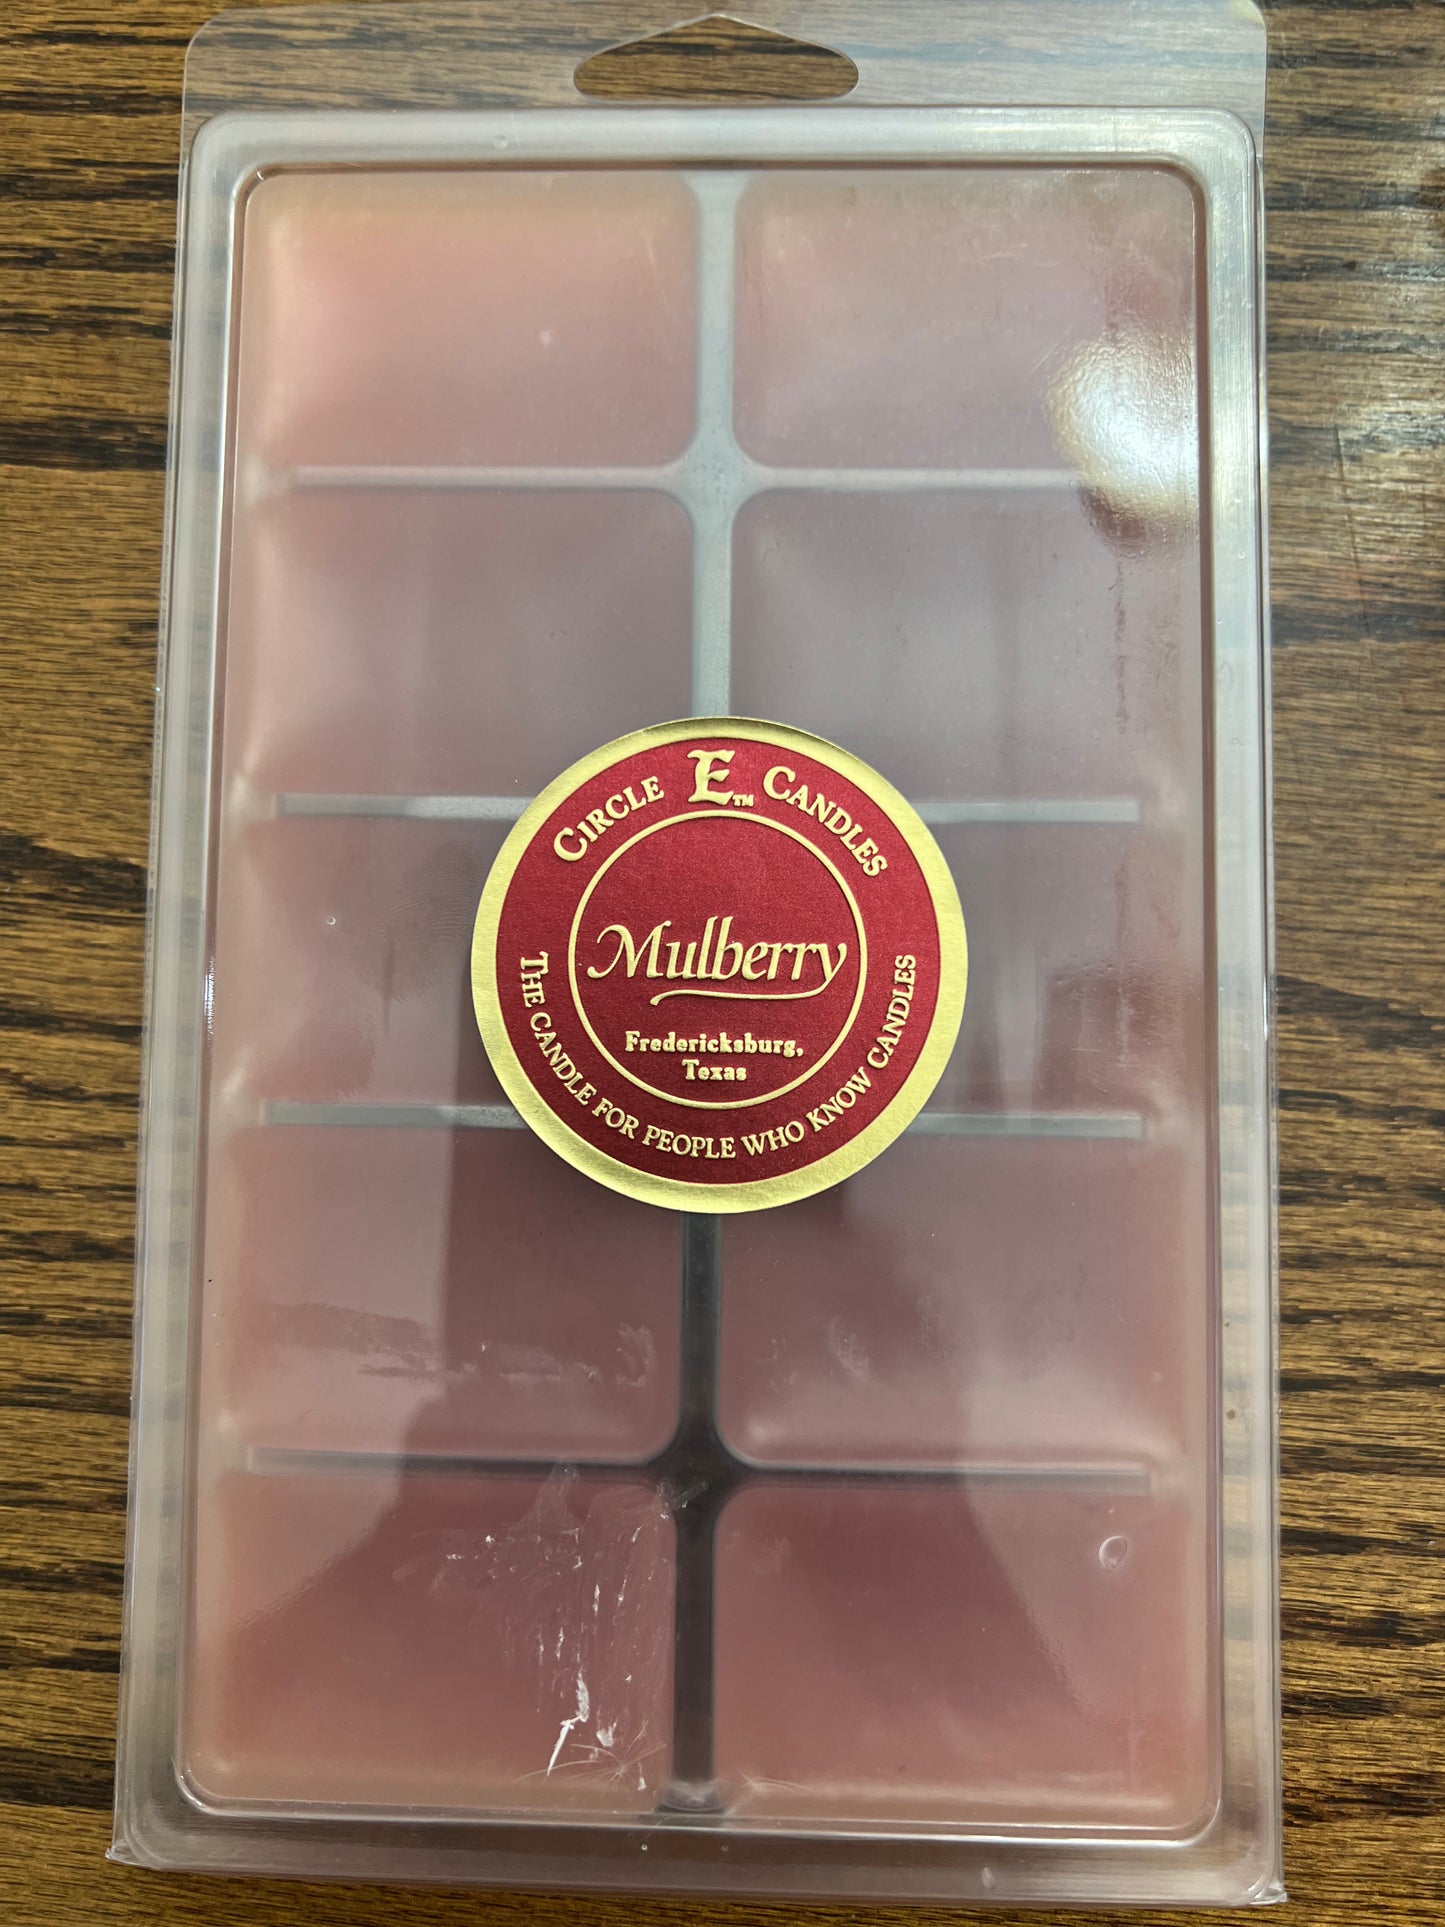 CIRCLE E™ CANDLES
Mulberry
Fredericksburg,
Texas
THE CANDLE FOR PEOPLE WHO KNOW CANDLES